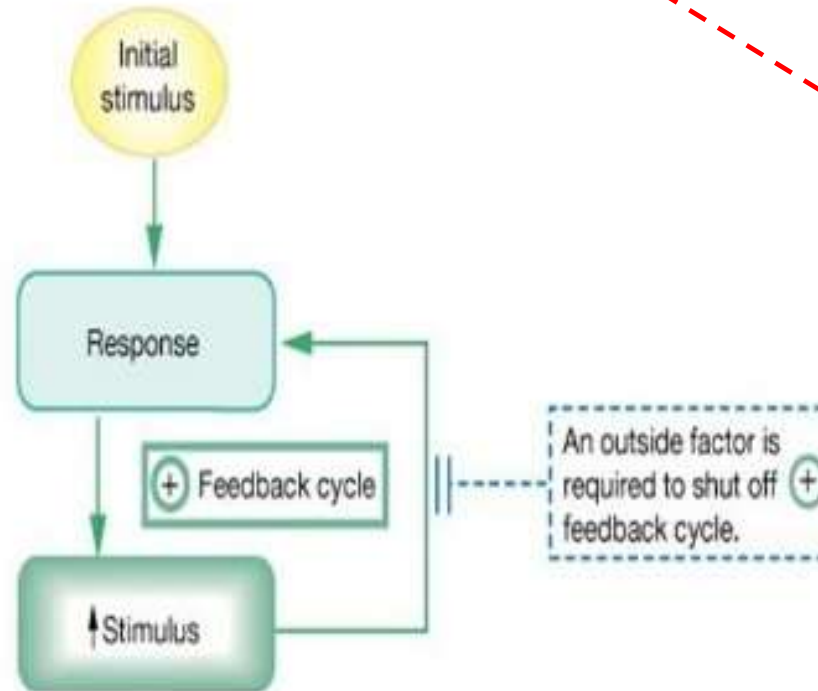 Initial
stimulus
Response
+ Feedback cycle
An outside factor is
required to shut off +
feedback cycle.
↑Stimulus